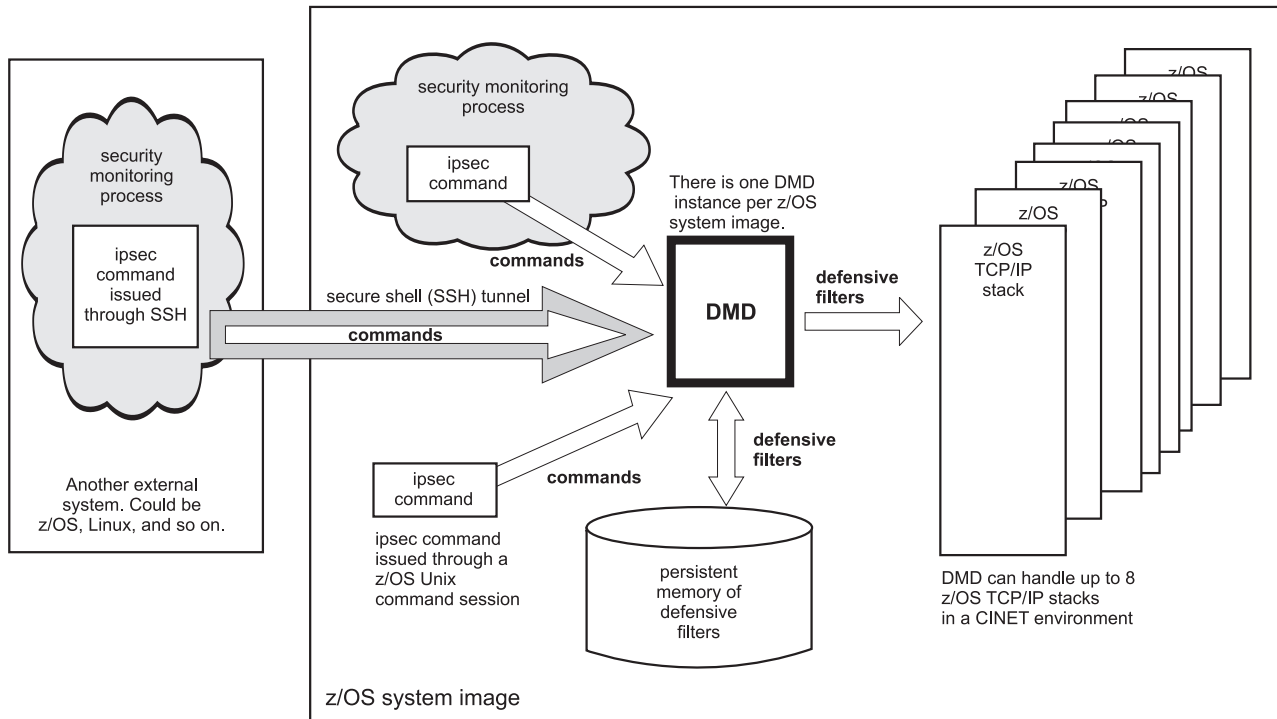 security
monitoring
process
ipsec
command
issued
through SSH
Another external
system. Could be
z/OS, Linux, and so on.
security monitoring
process
ipsec
command
commands
There is one DMD
instance per z/OS
system image.
secure shell (SSH) tunnel
commands
DMD
defensive
filters
ipsec
command
commands
ipsec command
issued through a
z/OS Unix
command session
defensive
filters
persistent
memory of
defensive
filters
z/OS
z/OS
z/OS
z/OS
z/OS
TCP/IP
stack
DMD can handle up to 8
z/OS TCP/IP stacks
in a CINET environment
z/OS system image